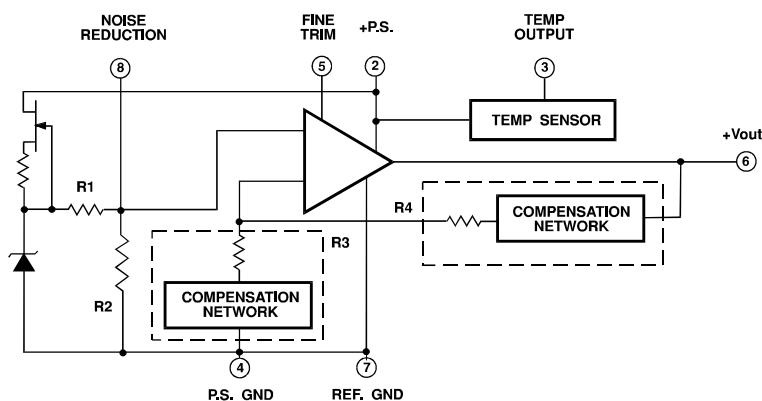 NOISE
REDUCTION
FINE
TRIM
+P.S.
TEMP
OUTPUT
8
5
2
3
TEMP SENSOR
+Vout
6
R1
R4
COMPENSATION
NETWORK
R3
R2
COMPENSATION
NETWORK
4
7
P.S. GND
REF. GND